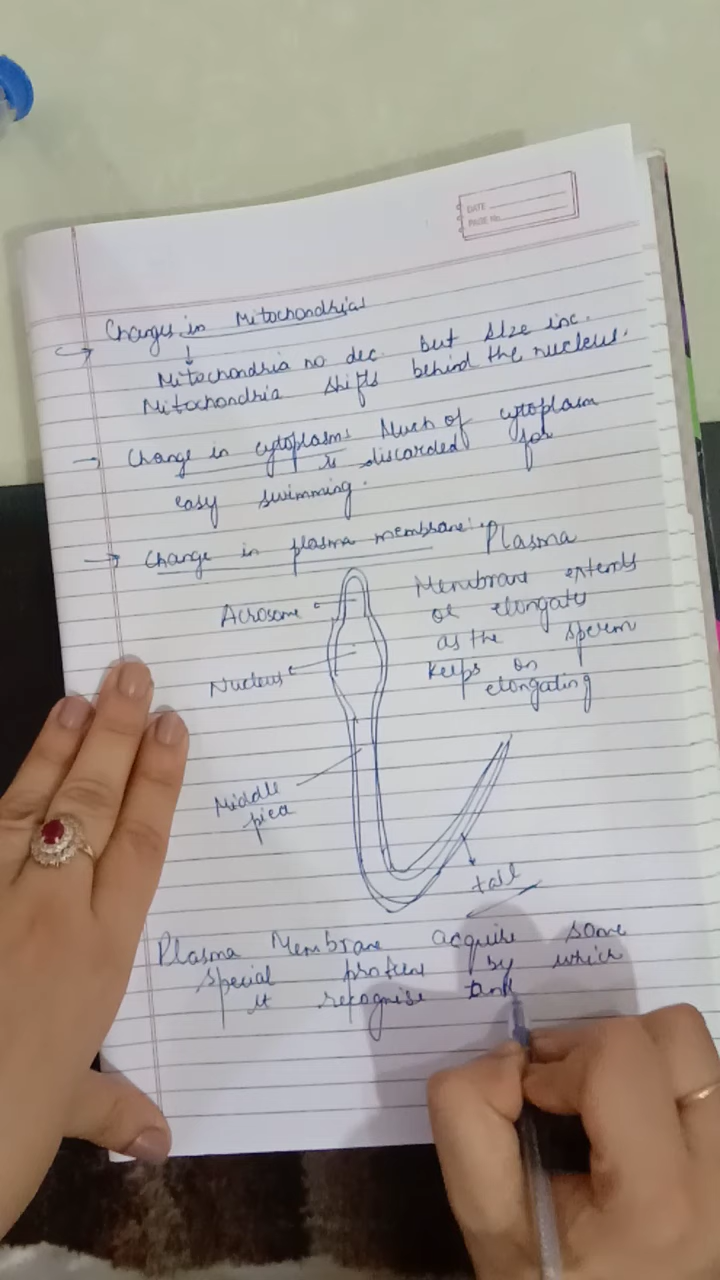 DATE
PAGE No.
Changes in Mitochondrial
Mitochondria no dec. but size inc.
Mitochondria shifts behind the nucleus.
Change in cytoplasms Much of cytoplasm
is discarded for
easy swimming.
Change in plasma membrane: Plasma
Membrane extends
or elongate
as the sperm
keeps on
elongating
Acrosome
Nucleus
Middle
piece
tail
Plasma Membrane acquire some
special protein by which
it recognise